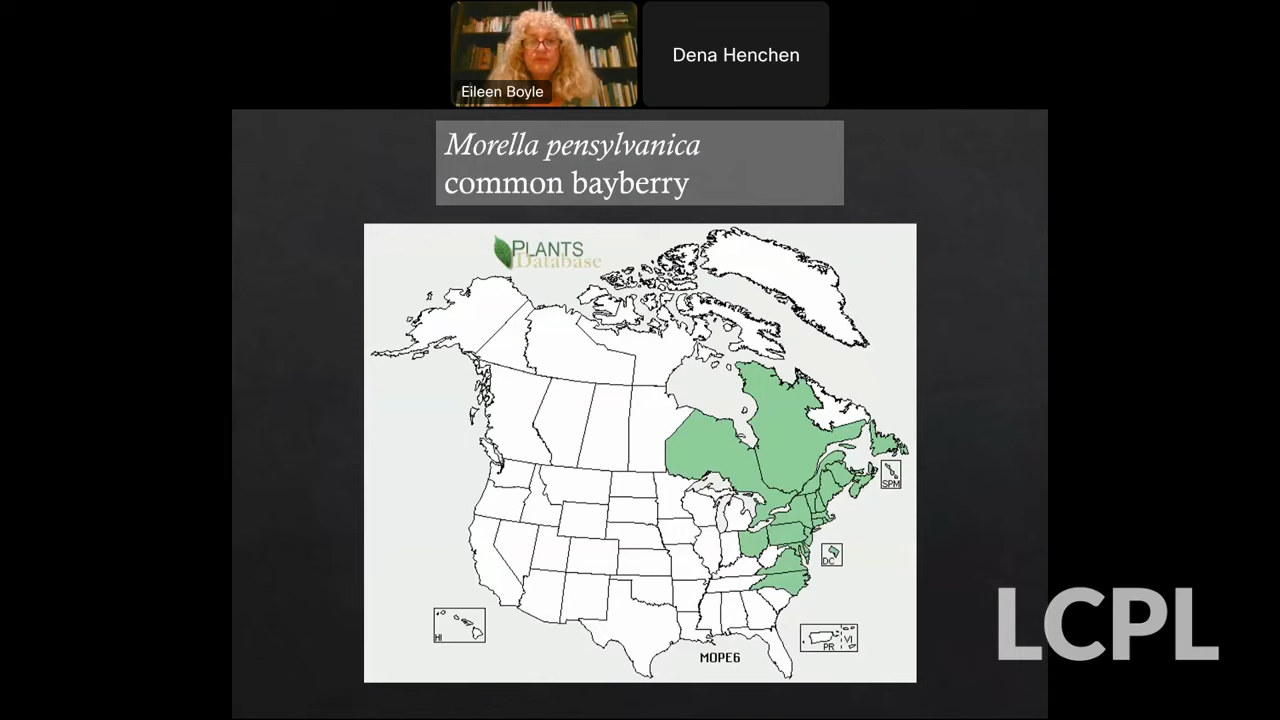 Eileen Boyle
Dena Henchen
Morella pensylvanica
common bayberry
PLANTS
Database
SPM
DC
HI
PR
VI
MOPE6
LCPL